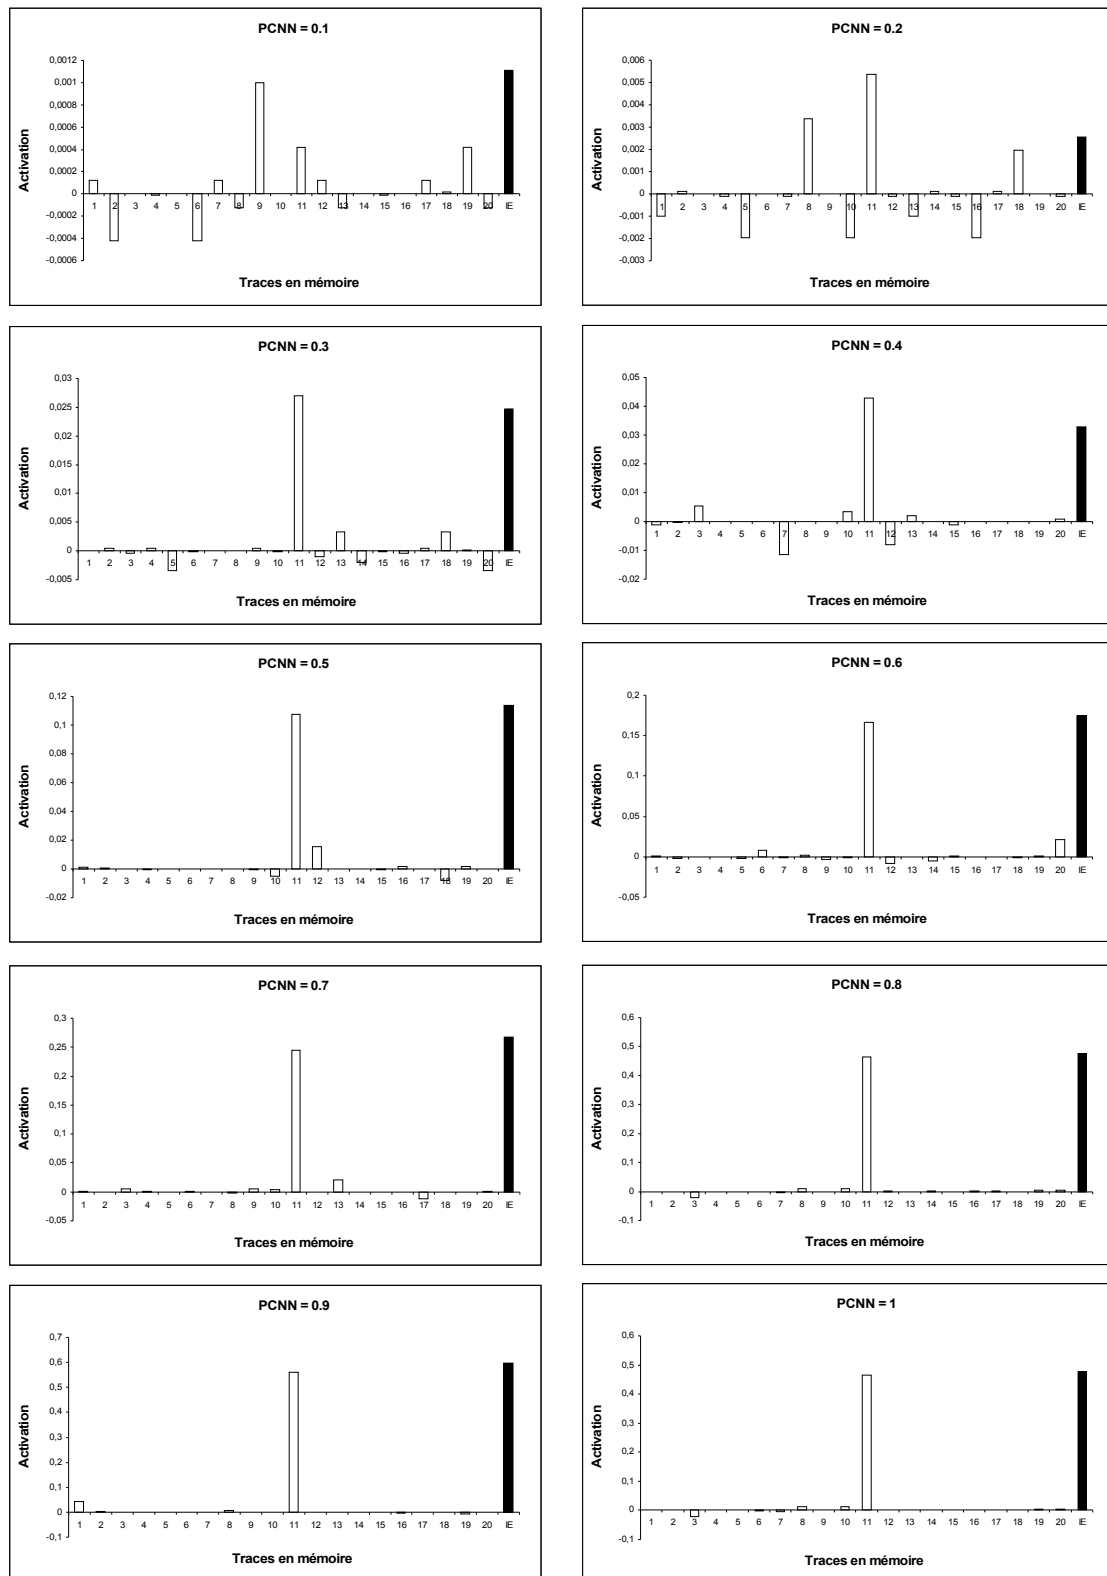 PCNN = 0.1
0,0012
0,001
0,0008
0,0006
0,0004
0,0002
0
-0,0002
-0,0004
-0,0006
Activation
1 2 3 4 5 6 7 8 9 10 11 12 13 14 15 16 17 18 19 20 IE
Traces en mémoire
PCNN = 0.2
0,006
0,005
0,004
0,003
0,002
0,001
0
-0,001
-0,002
-0,003
Activation
1 2 3 4 5 6 7 8 9 10 11 12 13 14 15 16 17 18 19 20 IE
Traces en mémoire
PCNN = 0.3
0,03
0,025
0,02
0,015
0,01
0,005
0
-0,005
Activation
1 2 3 4 5 6 7 8 9 10 11 12 13 14 15 16 17 18 19 20 IE
Traces en mémoire
PCNN = 0.4
0,05
0,04
0,03
0,02
0,01
0
-0,01
-0,02
Activation
1 2 3 4 5 6 7 8 9 10 11 12 13 14 15 16 17 18 19 20 IE
Traces en mémoire
PCNN = 0.5
0,12
0,1
0,08
0,06
0,04
0,02
0
-0,02
Activation
1 2 3 4 5 6 7 8 9 10 11 12 13 14 15 16 17 18 19 20 IE
Traces en mémoire
PCNN = 0.6
0,2
0,15
0,1
0,05
0
-0,05
Activation
1 2 3 4 5 6 7 8 9 10 11 12 13 14 15 16 17 18 19 20 IE
Traces en mémoire
PCNN = 0.7
0,3
0,25
0,2
0,15
0,1
0,05
0
-0,05
Activation
1 2 3 4 5 6 7 8 9 10 11 12 13 14 15 16 17 18 19 20 IE
Traces en mémoire
PCNN = 0.8
0,6
0,5
0,4
0,3
0,2
0,1
0
-0,1
Activation
1 2 3 4 5 6 7 8 9 10 11 12 13 14 15 16 17 18 19 20 IE
Traces en mémoire
PCNN = 0.9
0,7
0,6
0,5
0,4
0,3
0,2
0,1
0
-0,1
Activation
1 2 3 4 5 6 7 8 9 10 11 12 13 14 15 16 17 18 19 20 IE
Traces en mémoire
PCNN = 1
0,6
0,5
0,4
0,3
0,2
0,1
0
-0,1
Activation
1 2 3 4 5 6 7 8 9 10 11 12 13 14 15 16 17 18 19 20 IE
Traces en mémoire